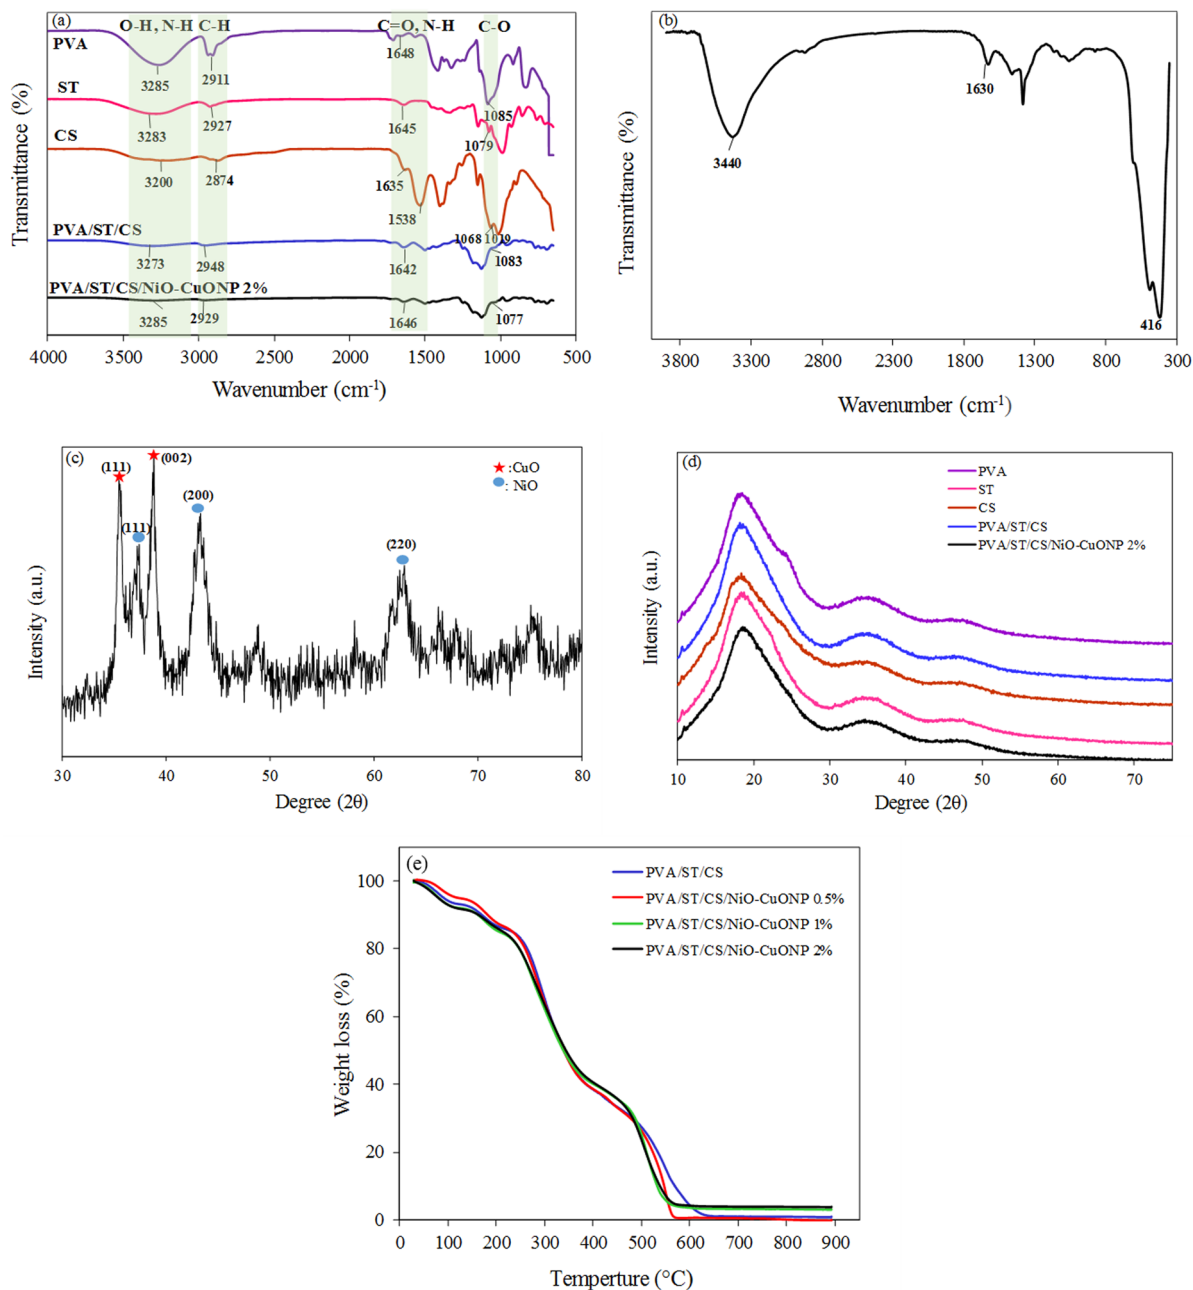 (a)
O-H, N-H C-H
C=O, N-H
C-O
PVA
3285
2911
1648
1085
ST
3283
2927
1645
1079
CS
3200
2874
1635
1538
1068
1019
PVA/ST/CS
3273
2948
1642
1083
PVA/ST/CS/NiO-CuONP 2%
3285
2929
1646
1077
Transmittance (%)
4000 3500 3000 2500 2000 1500 1000 500
Wavenumber (cm-1)
(b)
3440
1630
416
Transmittance (%)
3800 3300 2800 2300 1800 1300 800 300
Wavenumber (cm-1)
(c)
(111)
(111)
(002)
(200)
(220)
:CuO
: NiO
Intensity (a.u.)
30 40 50 60 70 80
Degree (2θ)
(d)
PVA
ST
CS
PVA/ST/CS
PVA/ST/CS/NiO-CuONP 2%
Intensity (a.u.)
10 20 30 40 50 60 70
Degree (2θ)
(e)
PVA/ST/CS
PVA/ST/CS/NiO-CuONP 0.5%
PVA/ST/CS/NiO-CuONP 1%
PVA/ST/CS/NiO-CuONP 2%
Weight loss (%)
100
80
60
40
20
0
0 100 200 300 400 500 600 700 800 900
Temperture (°C)